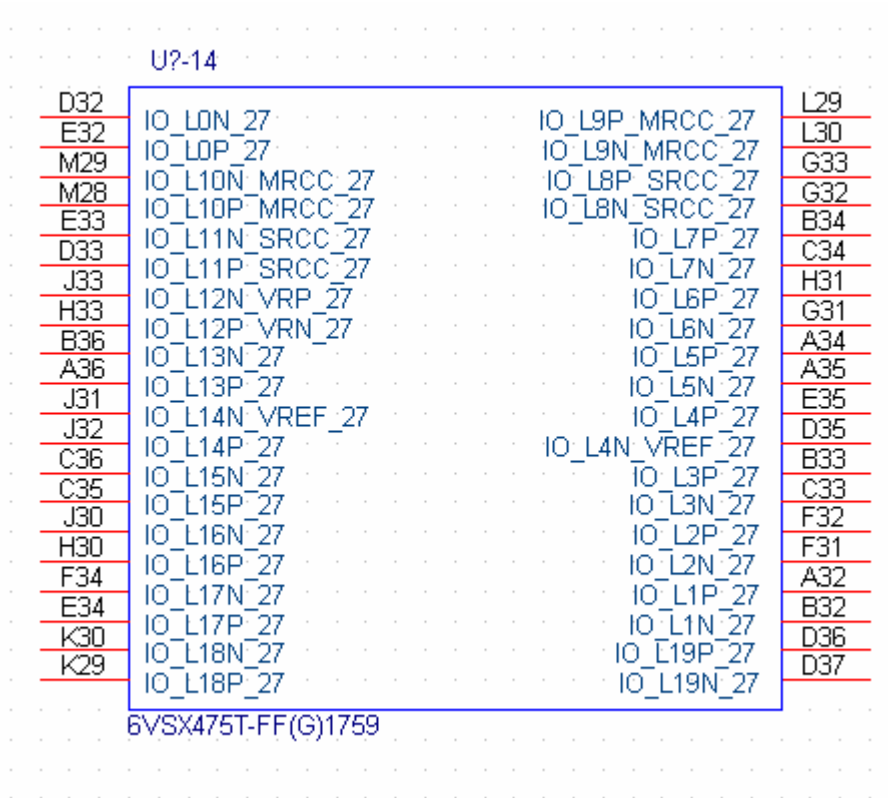 U?-14
D32 IO_L0N_27 IO_L9P_MRCC_27 L29
E32 IO_L0P_27 IO_L9N_MRCC_27 L30
M29 IO_L10N_MRCC_27 IO_L8P_SRCC_27 G33
M28 IO_L10P_MRCC_27 IO_L8N_SRCC_27 G32
E33 IO_L11N_SRCC_27 IO_L7P_27 B34
D33 IO_L11P_SRCC_27 IO_L7N_27 C34
J33 IO_L12N_VRP_27 IO_L6P_27 H31
H33 IO_L12P_VRN_27 IO_L6N_27 G31
B36 IO_L13N_27 IO_L5P_27 A34
A36 IO_L13P_27 IO_L5N_27 A35
J31 IO_L14N_VREF_27 IO_L4P_27 E35
J32 IO_L14P_27 IO_L4N_VREF_27 D35
C36 IO_L15N_27 IO_L3P_27 B33
C35 IO_L15P_27 IO_L3N_27 C33
J30 IO_L16N_27 IO_L2P_27 F32
H30 IO_L16P_27 IO_L2N_27 F31
F34 IO_L17N_27 IO_L1P_27 A32
E34 IO_L17P_27 IO_L1N_27 B32
K30 IO_L18N_27 IO_L19P_27 D36
K29 IO_L18P_27 IO_L19N_27 D37
6VSX475T-FF(G)1759